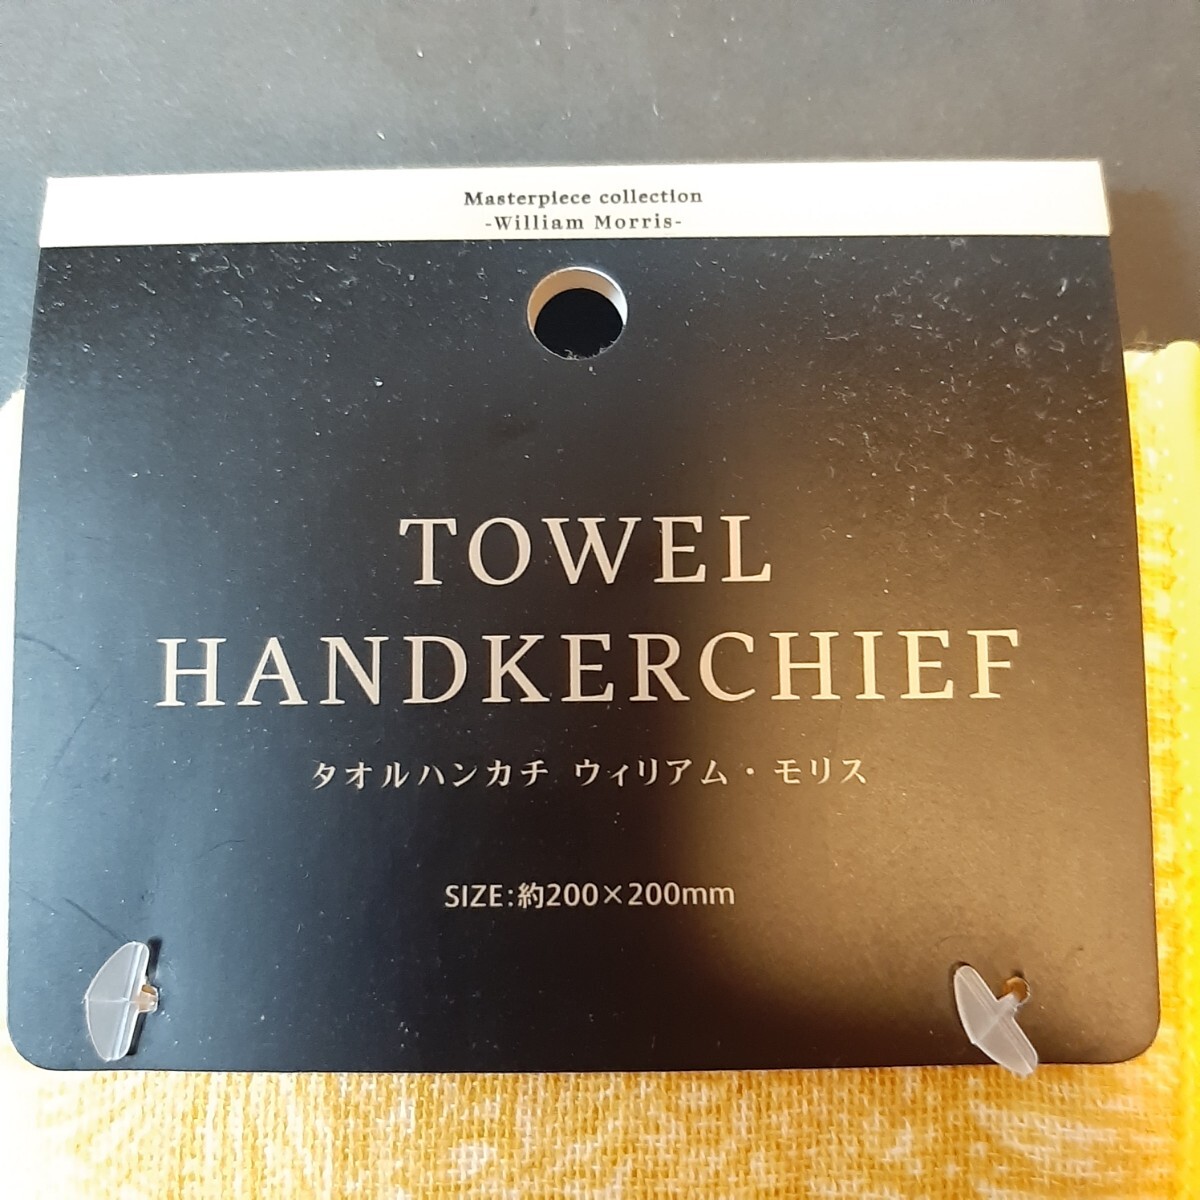 Masterpiece collection
-William Morris-
TOWEL
HANDKERCHIEF
タオルハンカチ ウィリアム・モリス
SIZE:約200×200mm